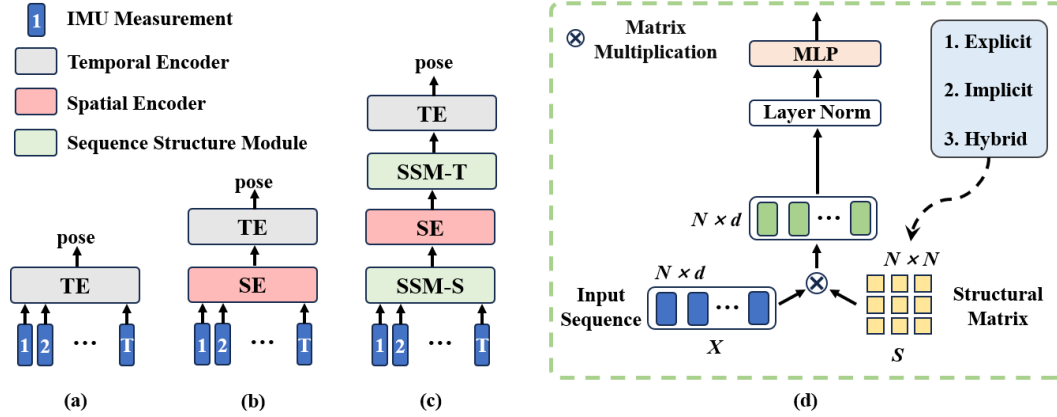 1 IMU Measurement
Temporal Encoder
Spatial Encoder
Sequence Structure Module
pose
TE
1 2 ... T
(a)
pose
TE
SE
1 2 ... T
(b)
pose
TE
SSM-T
SE
SSM-S
1 2 ... T
(c)
Matrix
Multiplication
MLP
Layer Norm
N × d
...
N × d
Input
Sequence
...
X
1. Explicit
2. Implicit
3. Hybrid
N × N
Structural
Matrix
S
(d)